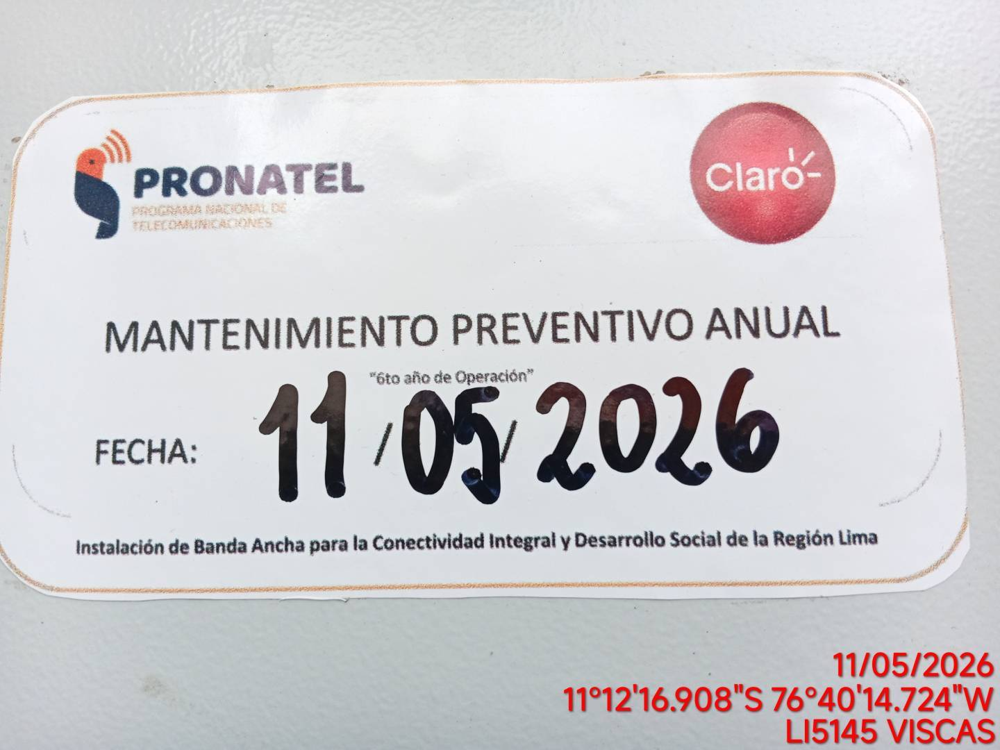 PRONATEL
PROGRAMA NACIONAL DE
TELECOMUNICACIONES
Claro
MANTENIMIENTO PREVENTIVO ANUAL
"6to año de Operación"
FECHA: 11/05/2026
Instalación de Banda Ancha para la Conectividad Integral y Desarrollo Social de la Región Lima
11/05/2026
11°12'16.908"S 76°40'14.724"W
LI5145 VISCAS